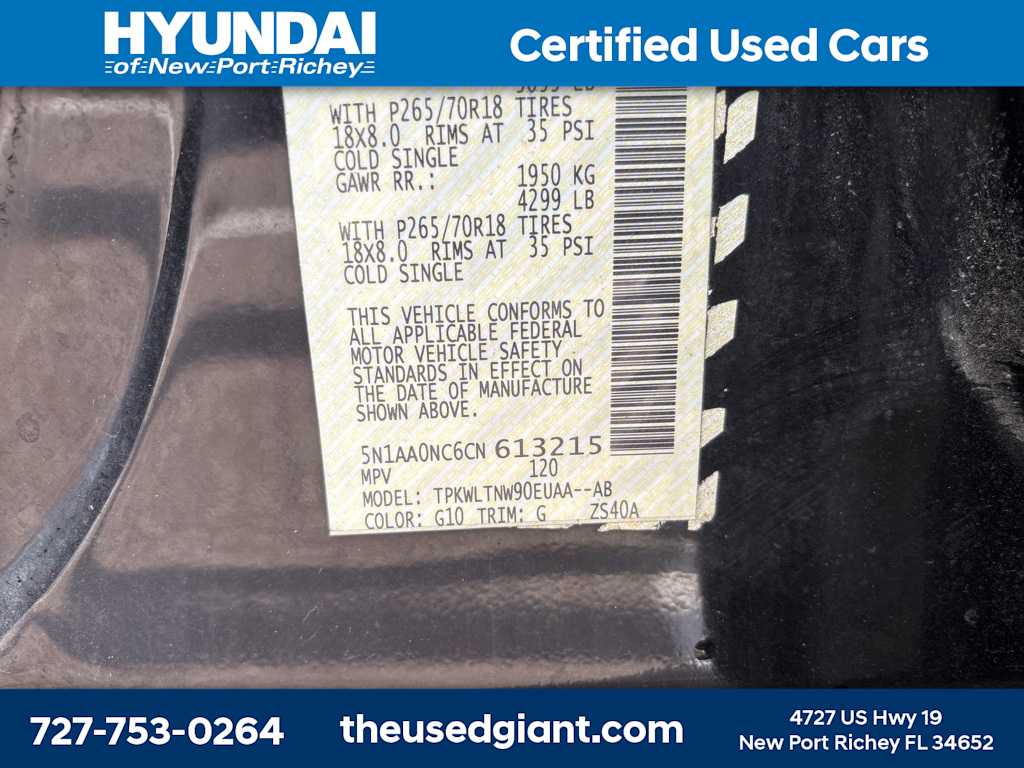 HYUNDAI
of New Port Richey
Certified Used Cars
WITH P265/70R18 TIRES
18X8.0 RIMS AT 35 PSI
COLD SINGLE
GAWR RR.: 1950 KG
4299 LB
WITH P265/70R18 TIRES
18X8.0 RIMS AT 35 PSI
COLD SINGLE
THIS VEHICLE CONFORMS TO
ALL APPLICABLE FEDERAL
MOTOR VEHICLE SAFETY
STANDARDS IN EFFECT ON
THE DATE OF MANUFACTURE
SHOWN ABOVE.
5N1AA0NC6CN 613215
MPV 120
MODEL: TPKWLTNW90EUAA--AB
COLOR: G10 TRIM: G ZS40A
727-753-0264
theusedgiant.com
4727 US Hwy 19
New Port Richey FL 34652